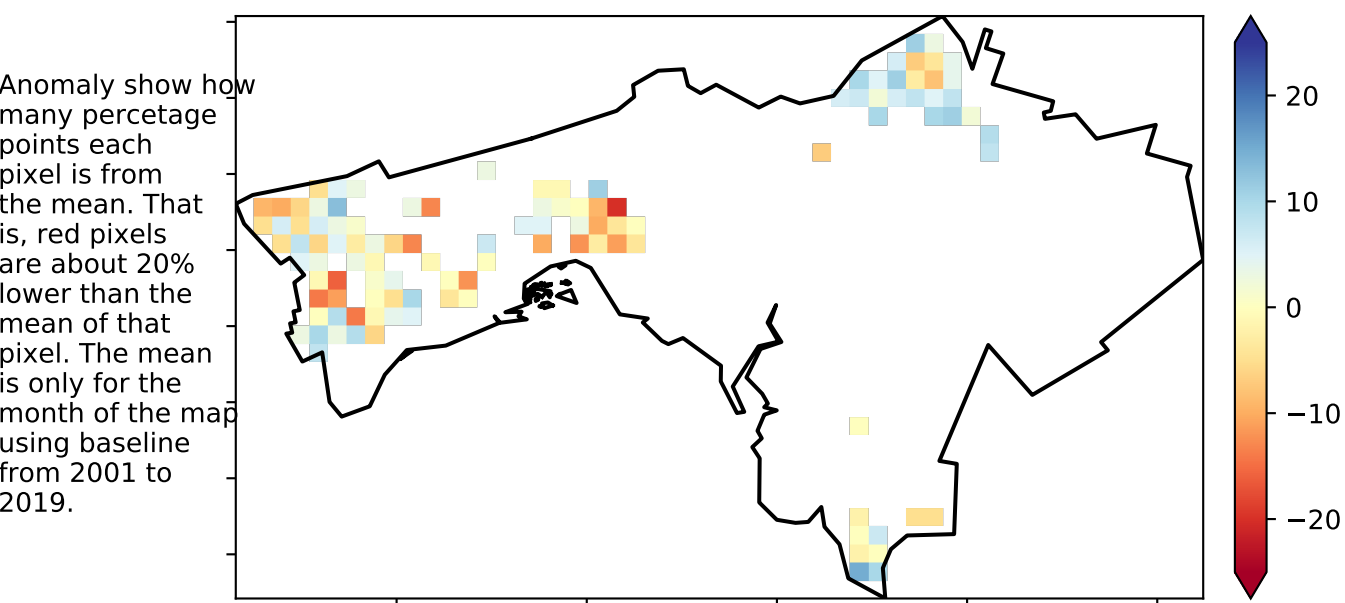 Anomaly show how
many percetage
points each
pixel is from
the mean. That
is, red pixels
are about 20%
lower than the
mean of that
pixel. The mean
is only for the
month of the map
using baseline
from 2001 to
2019.
20
10
0
−10
−20